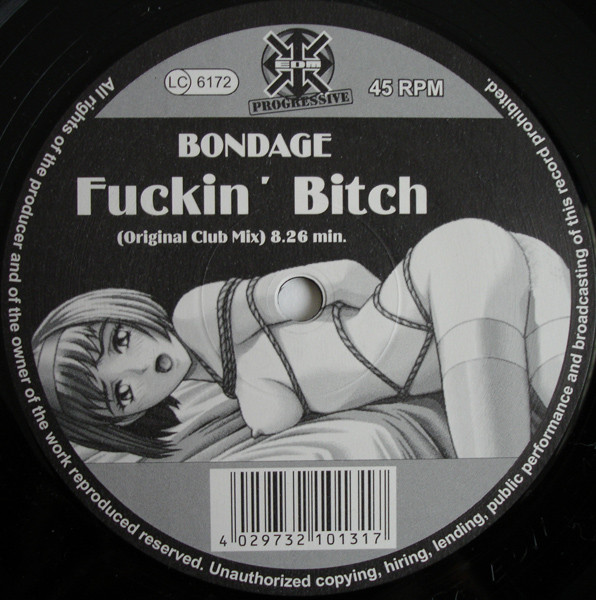 LC 6172
EDM
PROGRESSIVE
45 RPM
BONDAGE
Fuckin' Bitch
(Original Club Mix) 8.26 min.
4 029732 101317
All rights of the producer and of the owner of the work reproduced reserved. Unauthorized copying, hiring, lending, public performance and broadcasting of this record prohibited.